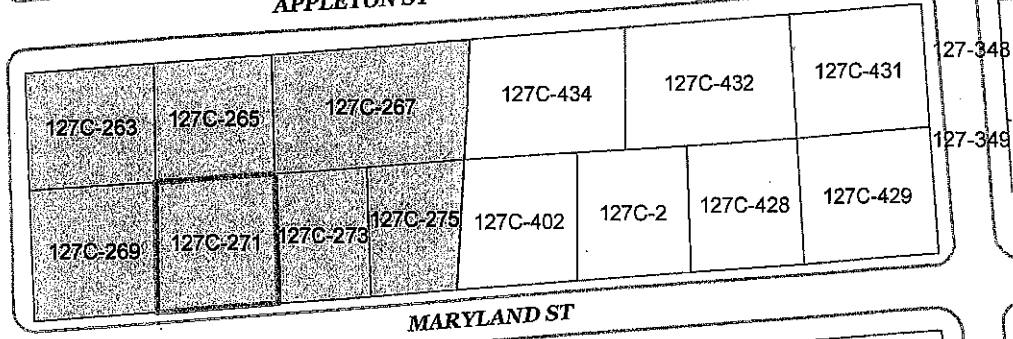 APPLETON ST
127C-263
127C-265
127C-267
127C-434
127C-432
127C-431
127-348
127-349
127C-269
127C-271
127C-273
127C-275
127C-402
127C-2
127C-428
127C-429
MARYLAND ST